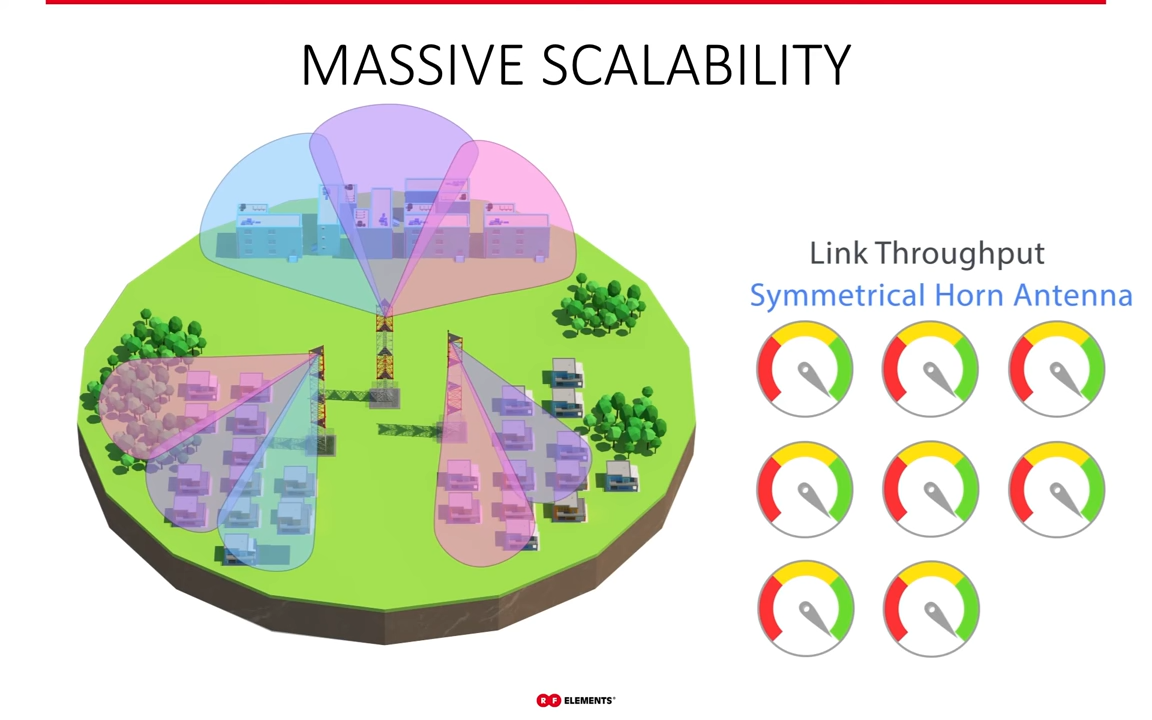 MASSIVE SCALABILITY
Link Throughput
Symmetrical Horn Antenna
RF ELEMENTS®